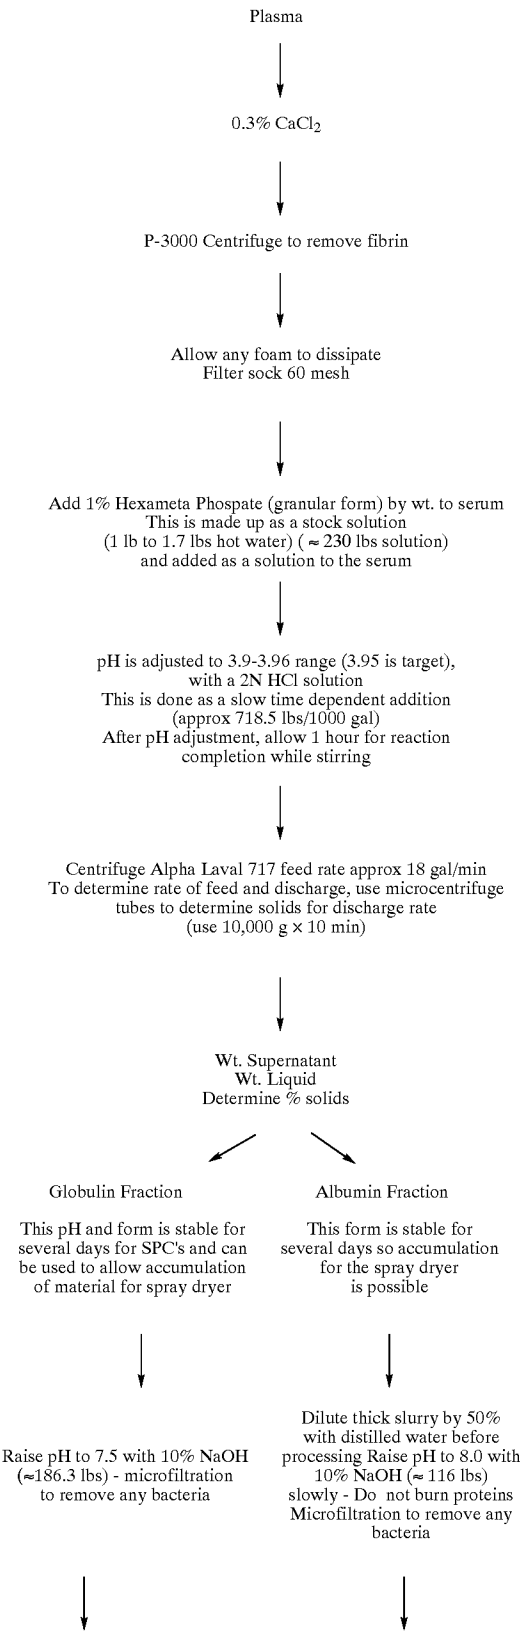 Plasma
0.3% CaCl2
P-3000 Centrifuge to remove fibrin
Allow any foam to dissipate
Filter sock 60 mesh
Add 1% Hexameta Phospate (granular form) by wt. to serum
This is made up as a stock solution
(1 lb to 1.7 lbs hot water) ( ≈ 230 lbs solution)
and added as a solution to the serum
pH is adjusted to 3.9-3.96 range (3.95 is target),
with a 2N HCl solution
This is done as a slow time dependent addition
(approx 718.5 lbs/1000 gal)
After pH adjustment, allow 1 hour for reaction
completion while stirring
Centrifuge Alpha Laval 717 feed rate approx 18 gal/min
To determine rate of feed and discharge, use microcentrifuge
tubes to determine solids for discharge rate
(use 10,000 g × 10 min)
Wt. Supernatant
Wt. Liquid
Determine % solids
Globulin Fraction
This pH and form is stable for
several days for SPC's and can
be used to allow accumulation
of material for spray dryer
Raise pH to 7.5 with 10% NaOH
(≈186.3 lbs) - microfiltration
to remove any bacteria
Albumin Fraction
This form is stable for
several days so accumulation
for the spray dryer
is possible
Dilute thick slurry by 50%
with distilled water before
processing Raise pH to 8.0 with
10% NaOH (≈ 116 lbs)
slowly - Do not burn proteins
Microfiltration to remove any
bacteria